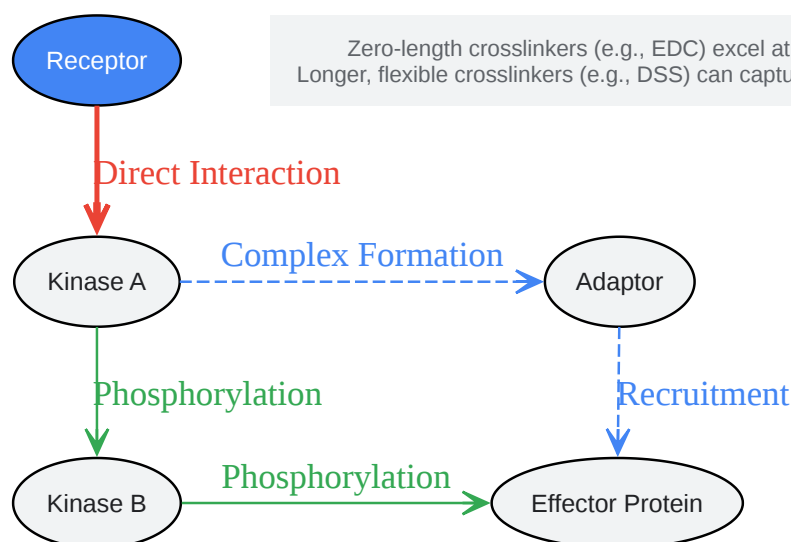 Receptor
Zero-length crosslinkers (e.g., EDC) excel at
Longer, flexible crosslinkers (e.g., DSS) can captu
Direct Interaction
Complex Formation
Kinase A
Adaptor
Phosphorylation
Recruitment
Phosphorylation
Kinase B
Effector Protein